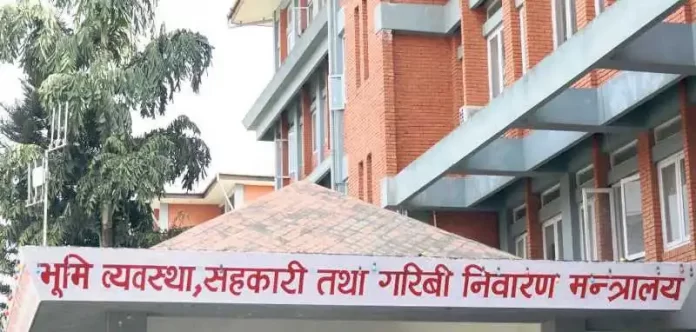 भूमि व्यवस्था,सहकारी तथा गरिबी निवारण मन्त्रालय